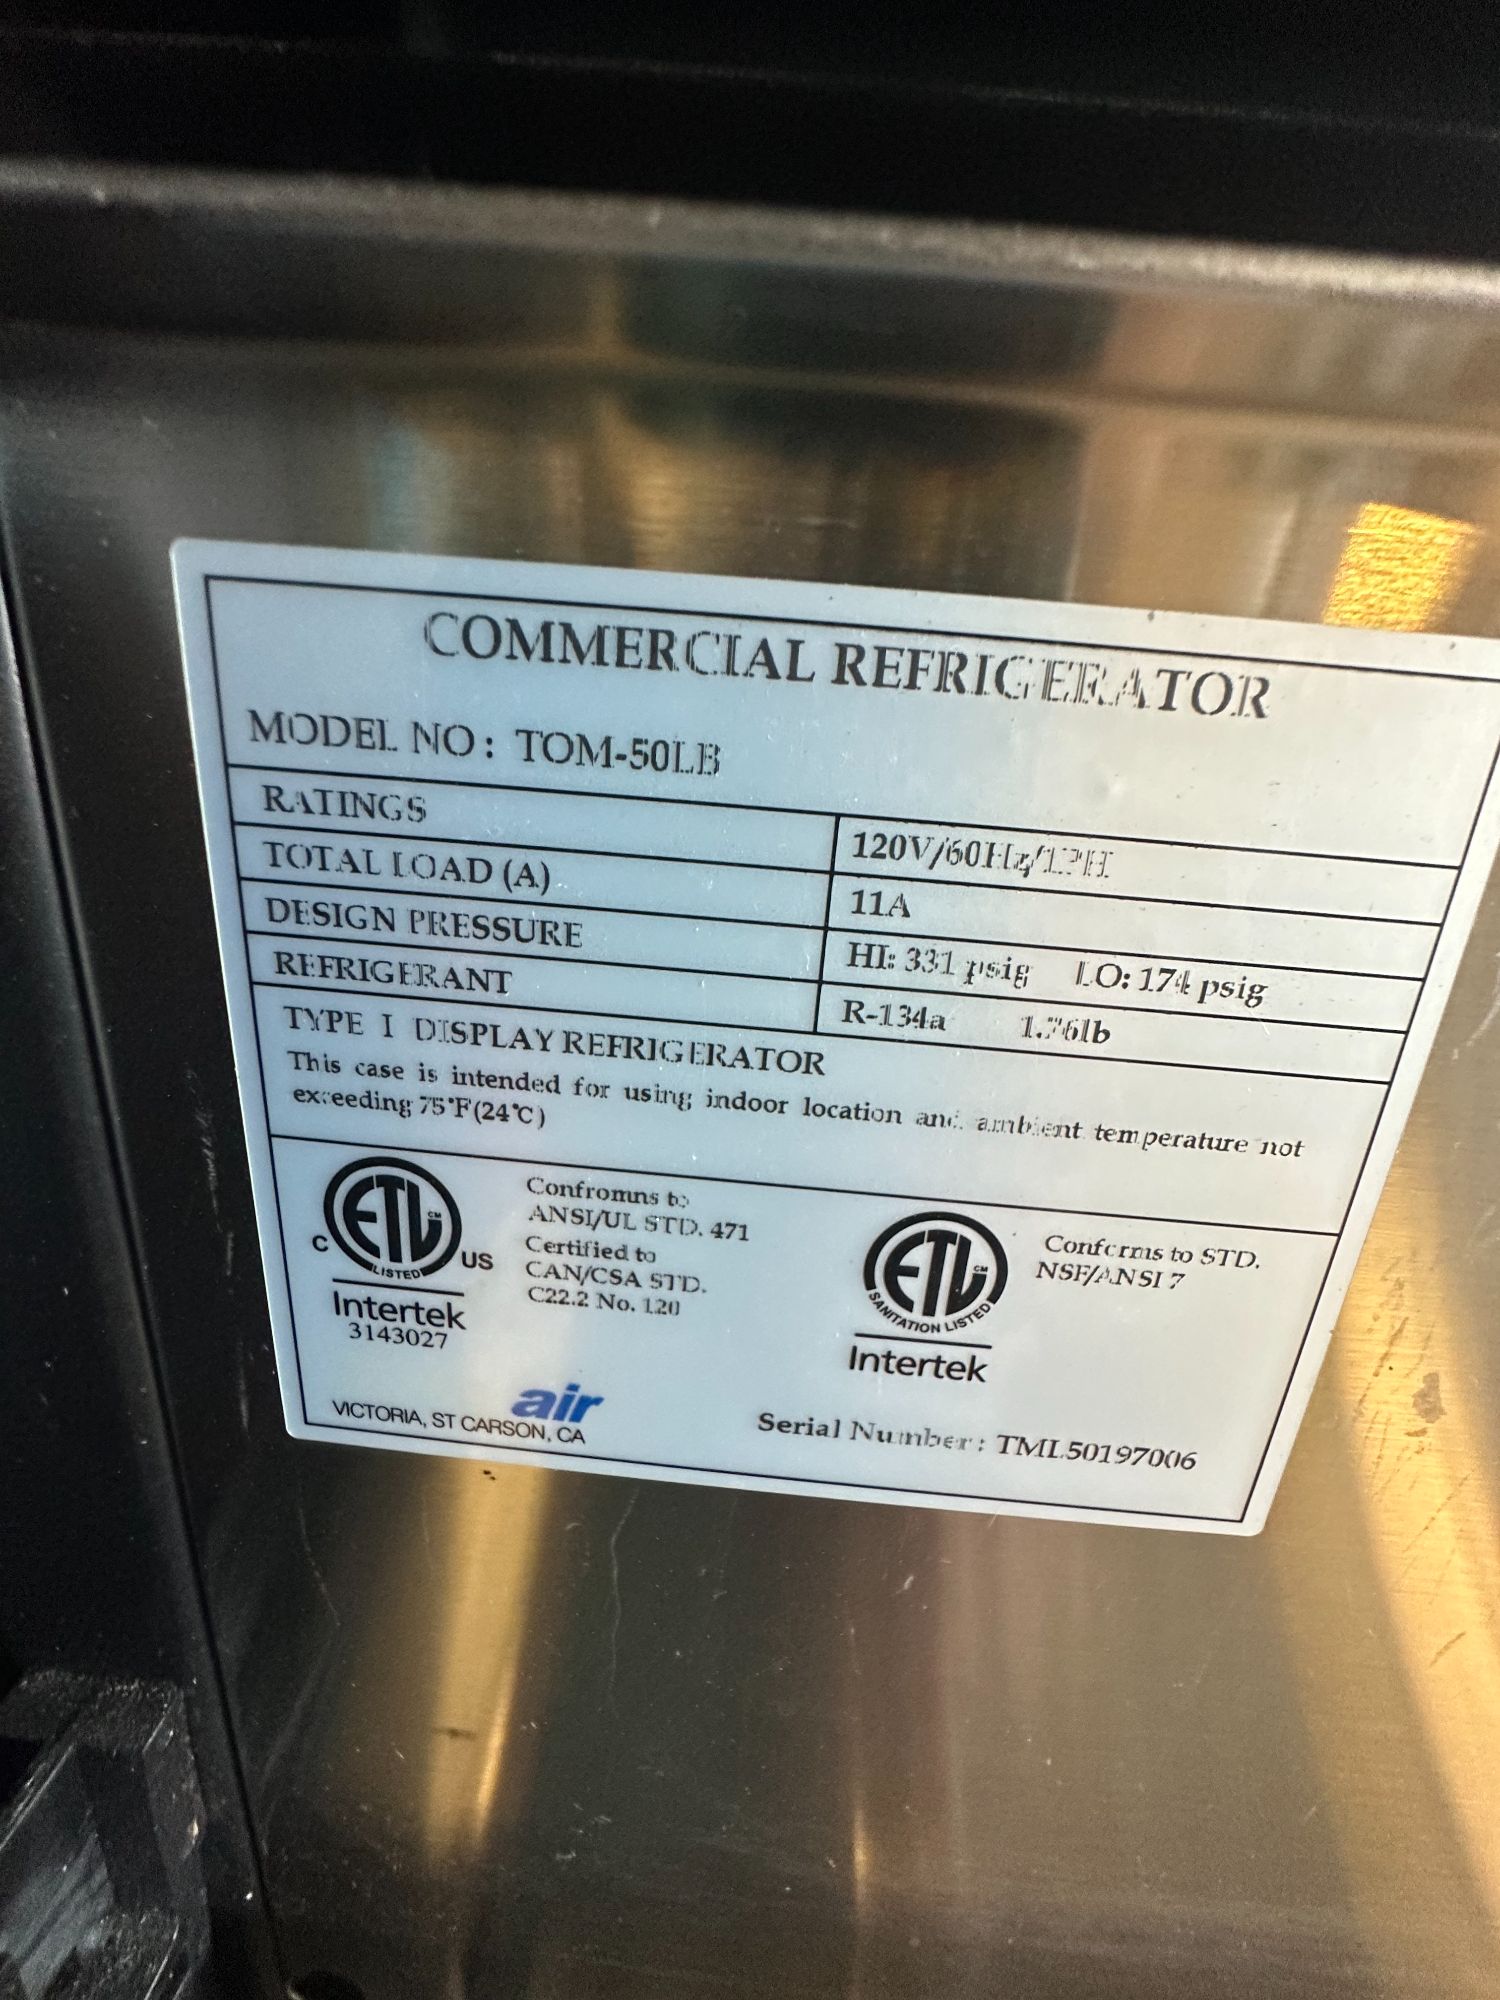 COMMERCIAL REFRIGERATOR
MODEL NO: TOM-50LB
RATINGS 120V/60Hz/1PH
TOTAL LOAD (A) 11A
DESIGN PRESSURE HI: 331 psig LO: 174 psig
REFRIGERANT R-134a 1.76lb
TYPE I DISPLAY REFRIGERATOR
This case is intended for using indoor location and ambient temperature not
exceeding 75°F(24°C)
ETL CM
LISTED
C US
Intertek
3143027
Confromns to
ANSI/UL STD. 471
Certified to
CAN/CSA STD.
C22.2 No. 120
ETL CM
SANITATION LISTED
Intertek
Conforms to STD.
NSF/ANSI 7
air
VICTORIA, ST CARSON, CA
Serial Number: TML50197006